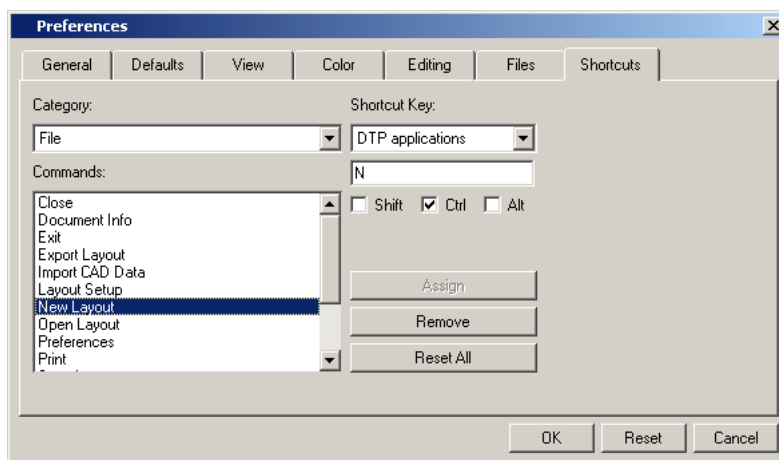 Preferences
General Defaults View Color Editing Files Shortcuts
Category: Shortcut Key:
File DTP applications
Commands: N
Close
Shift Ctrl Alt
Document Info
Exit
Export Layout
Import CAD Data
Layout Setup
Assign
New Layout
Open Layout
Remove
Preferences
Print
Reset All
OK Reset Cancel